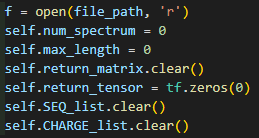 f = open(file_path, 'r')
self.num_spectrum = 0
self.max_length = 0
self.return_matrix.clear()
self.return_tensor = tf.zeros(0)
self.SEQ_list.clear()
self.CHARGE_list.clear()